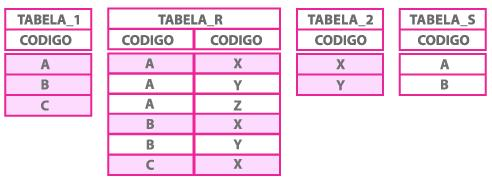 TABELA_1 TABELA_R TABELA_2 TABELA_S
CODIGO CODIGO CODIGO CODIGO CODIGO
A A X X A
B A Y Y B
C A Z
B X
B Y
C X